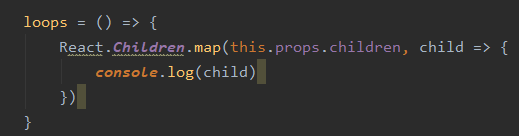 loops = () => {
React.Children.map(this.props.children, child => {
console.log(child)
})
}